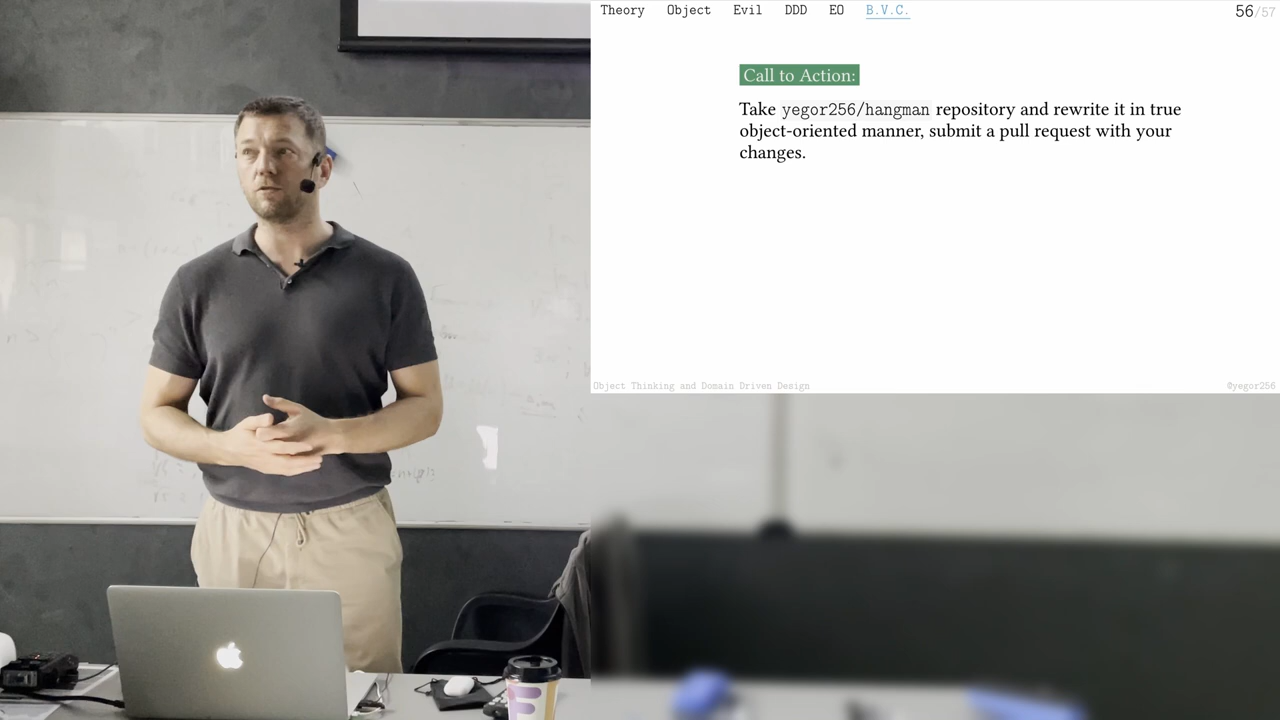 Theory Object Evil DDD EO B.V.C. 56/57
Call to Action:
Take yegor256/hangman repository and rewrite it in true
object-oriented manner, submit a pull request with your
changes.
Object Thinking and Domain Driven Design @yegor256